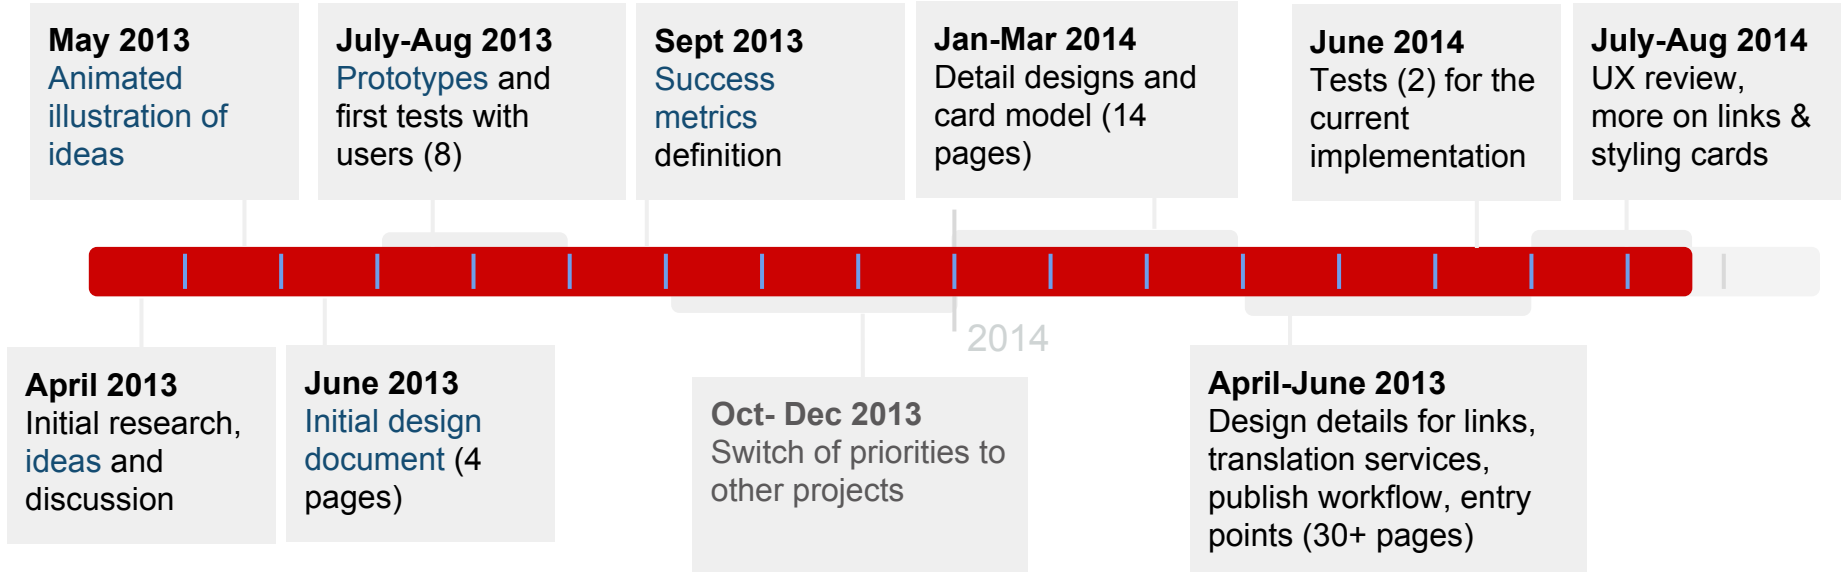 May 2013
Animated
illustration of
ideas
July-Aug 2013
Prototypes and
first tests with
users (8)
Sept 2013
Success
metrics
definition
Jan-Mar 2014
Detail designs and
card model (14
pages)
June 2014
Tests (2) for the
current
implementation
July-Aug 2014
UX review,
more on links &
styling cards
2014
April 2013
Initial research,
ideas and
discussion
June 2013
Initial design
document (4
pages)
Oct- Dec 2013
Switch of priorities to
other projects
April-June 2013
Design details for links,
translation services,
publish workflow, entry
points (30+ pages)